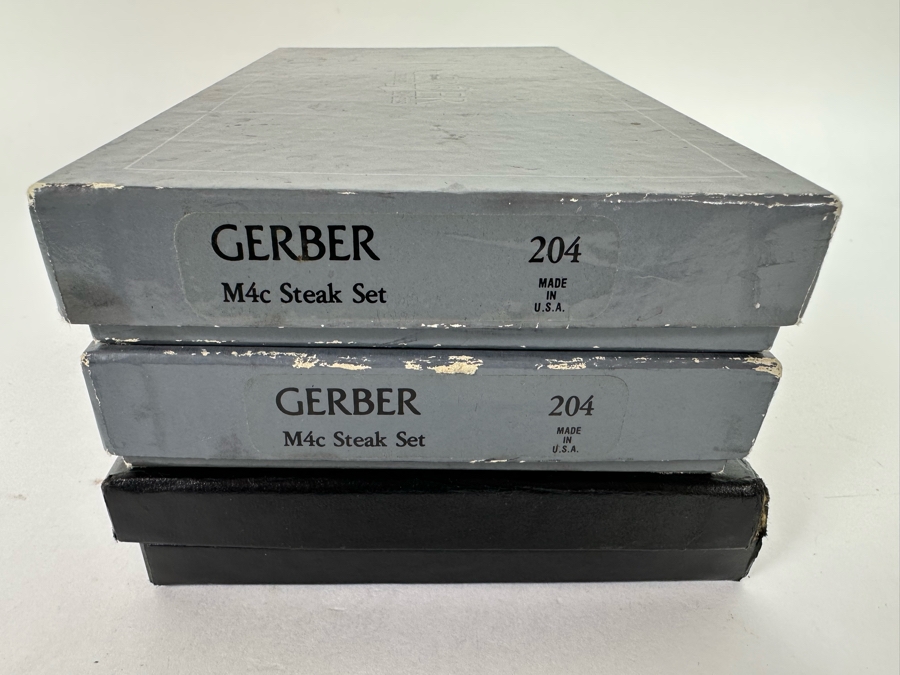 GERBER 204
M4c Steak Set
MADE
IN
U.S.A.
GERBER 204
M4c Steak Set
MADE
IN
U.S.A.